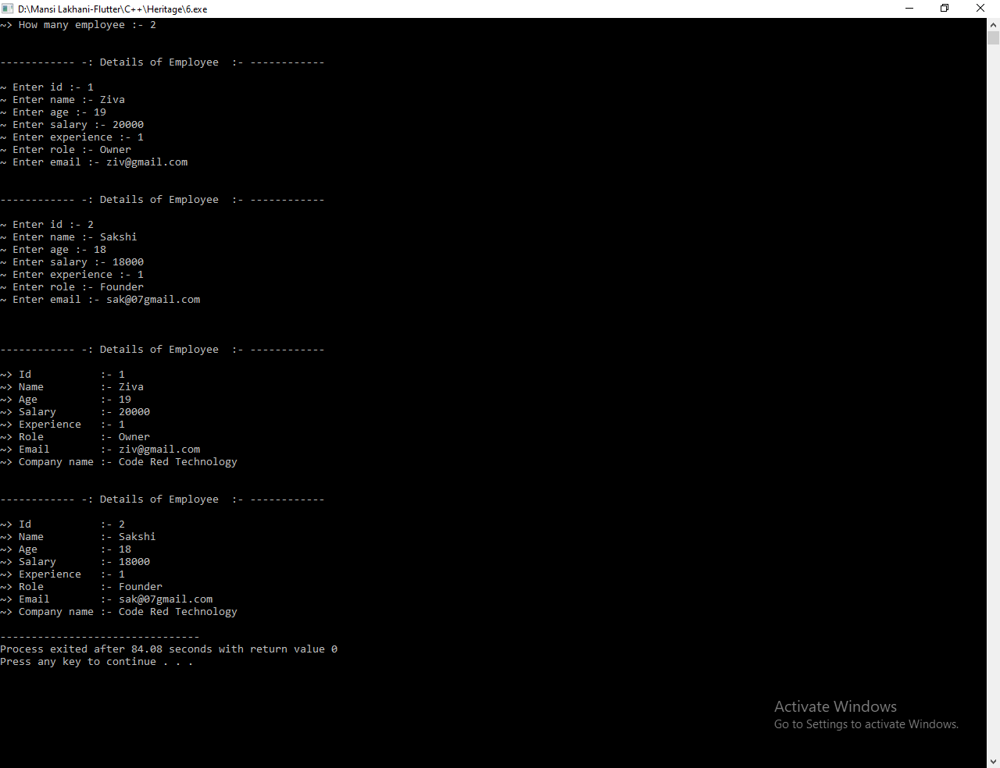 D:\Mansi Lakhani-Flutter\C++\Heritage\6.exe
~> How many employee :- 2
------------ -: Details of Employee  :- ------------
~ Enter id :- 1
~ Enter name :- Ziva
~ Enter age :- 19
~ Enter salary :- 20000
~ Enter experience :- 1
~ Enter role :- Owner
~ Enter email :- ziv@gmail.com
------------ -: Details of Employee  :- ------------
~ Enter id :- 2
~ Enter name :- Sakshi
~ Enter age :- 18
~ Enter salary :- 18000
~ Enter experience :- 1
~ Enter role :- Founder
~ Enter email :- sak@07gmail.com
------------ -: Details of Employee  :- ------------
~> Id           :- 1
~> Name         :- Ziva
~> Age          :- 19
~> Salary       :- 20000
~> Experience   :- 1
~> Role         :- Owner
~> Email        :- ziv@gmail.com
~> Company name :- Code Red Technology
------------ -: Details of Employee  :- ------------
~> Id           :- 2
~> Name         :- Sakshi
~> Age          :- 18
~> Salary       :- 18000
~> Experience   :- 1
~> Role         :- Founder
~> Email        :- sak@07gmail.com
~> Company name :- Code Red Technology
--------------------------------
Process exited after 84.08 seconds with return value 0
Press any key to continue . . .
Activate Windows
Go to Settings to activate Windows.